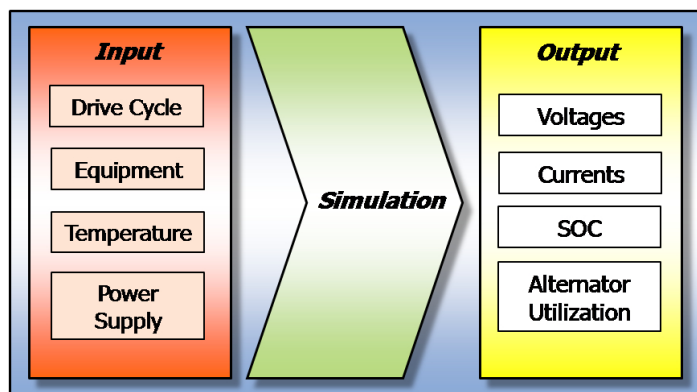 Input
Drive Cycle
Equipment
Temperature
Power
Supply
Simulation
Output
Voltages
Currents
SOC
Alternator
Utilization